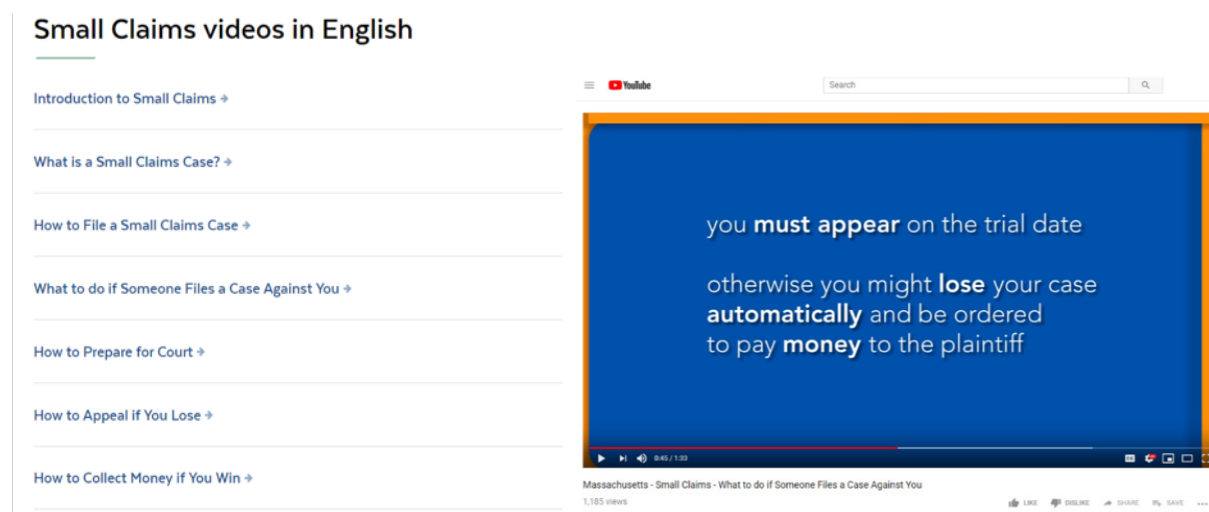 Small Claims videos in English
Introduction to Small Claims →
What is a Small Claims Case? →
How to File a Small Claims Case →
What to do if Someone Files a Case Against You →
How to Prepare for Court →
How to Appeal if You Lose →
How to Collect Money if You Win →
YouTube
Search
you must appear on the trial date
otherwise you might lose your case
automatically and be ordered
to pay money to the plaintiff
0:45 / 1:33
Massachusetts - Small Claims - What to do if Someone Files a Case Against You
1,185 views
LIKE DISLIKE SHARE SAVE ...